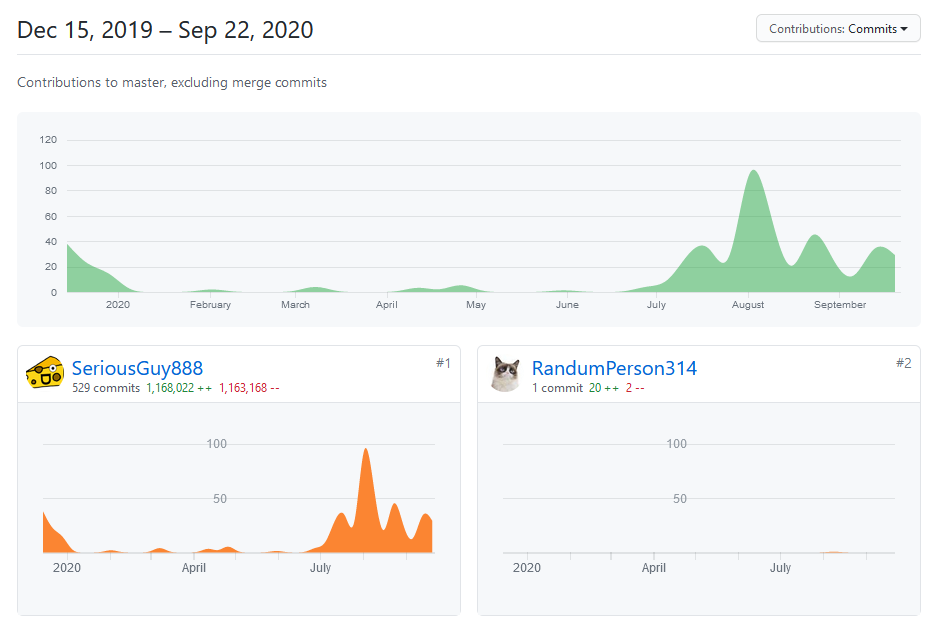 Dec 15, 2019 – Sep 22, 2020
Contributions: Commits
Contributions to master, excluding merge commits
120
100
80
60
40
20
0
2020 February March April May June July August September
SeriousGuy888 #1
529 commits 1,168,022 ++ 1,163,168 --
100
50
2020 April July
RandumPerson314 #2
1 commit 20 ++ 2 --
100
50
2020 April July